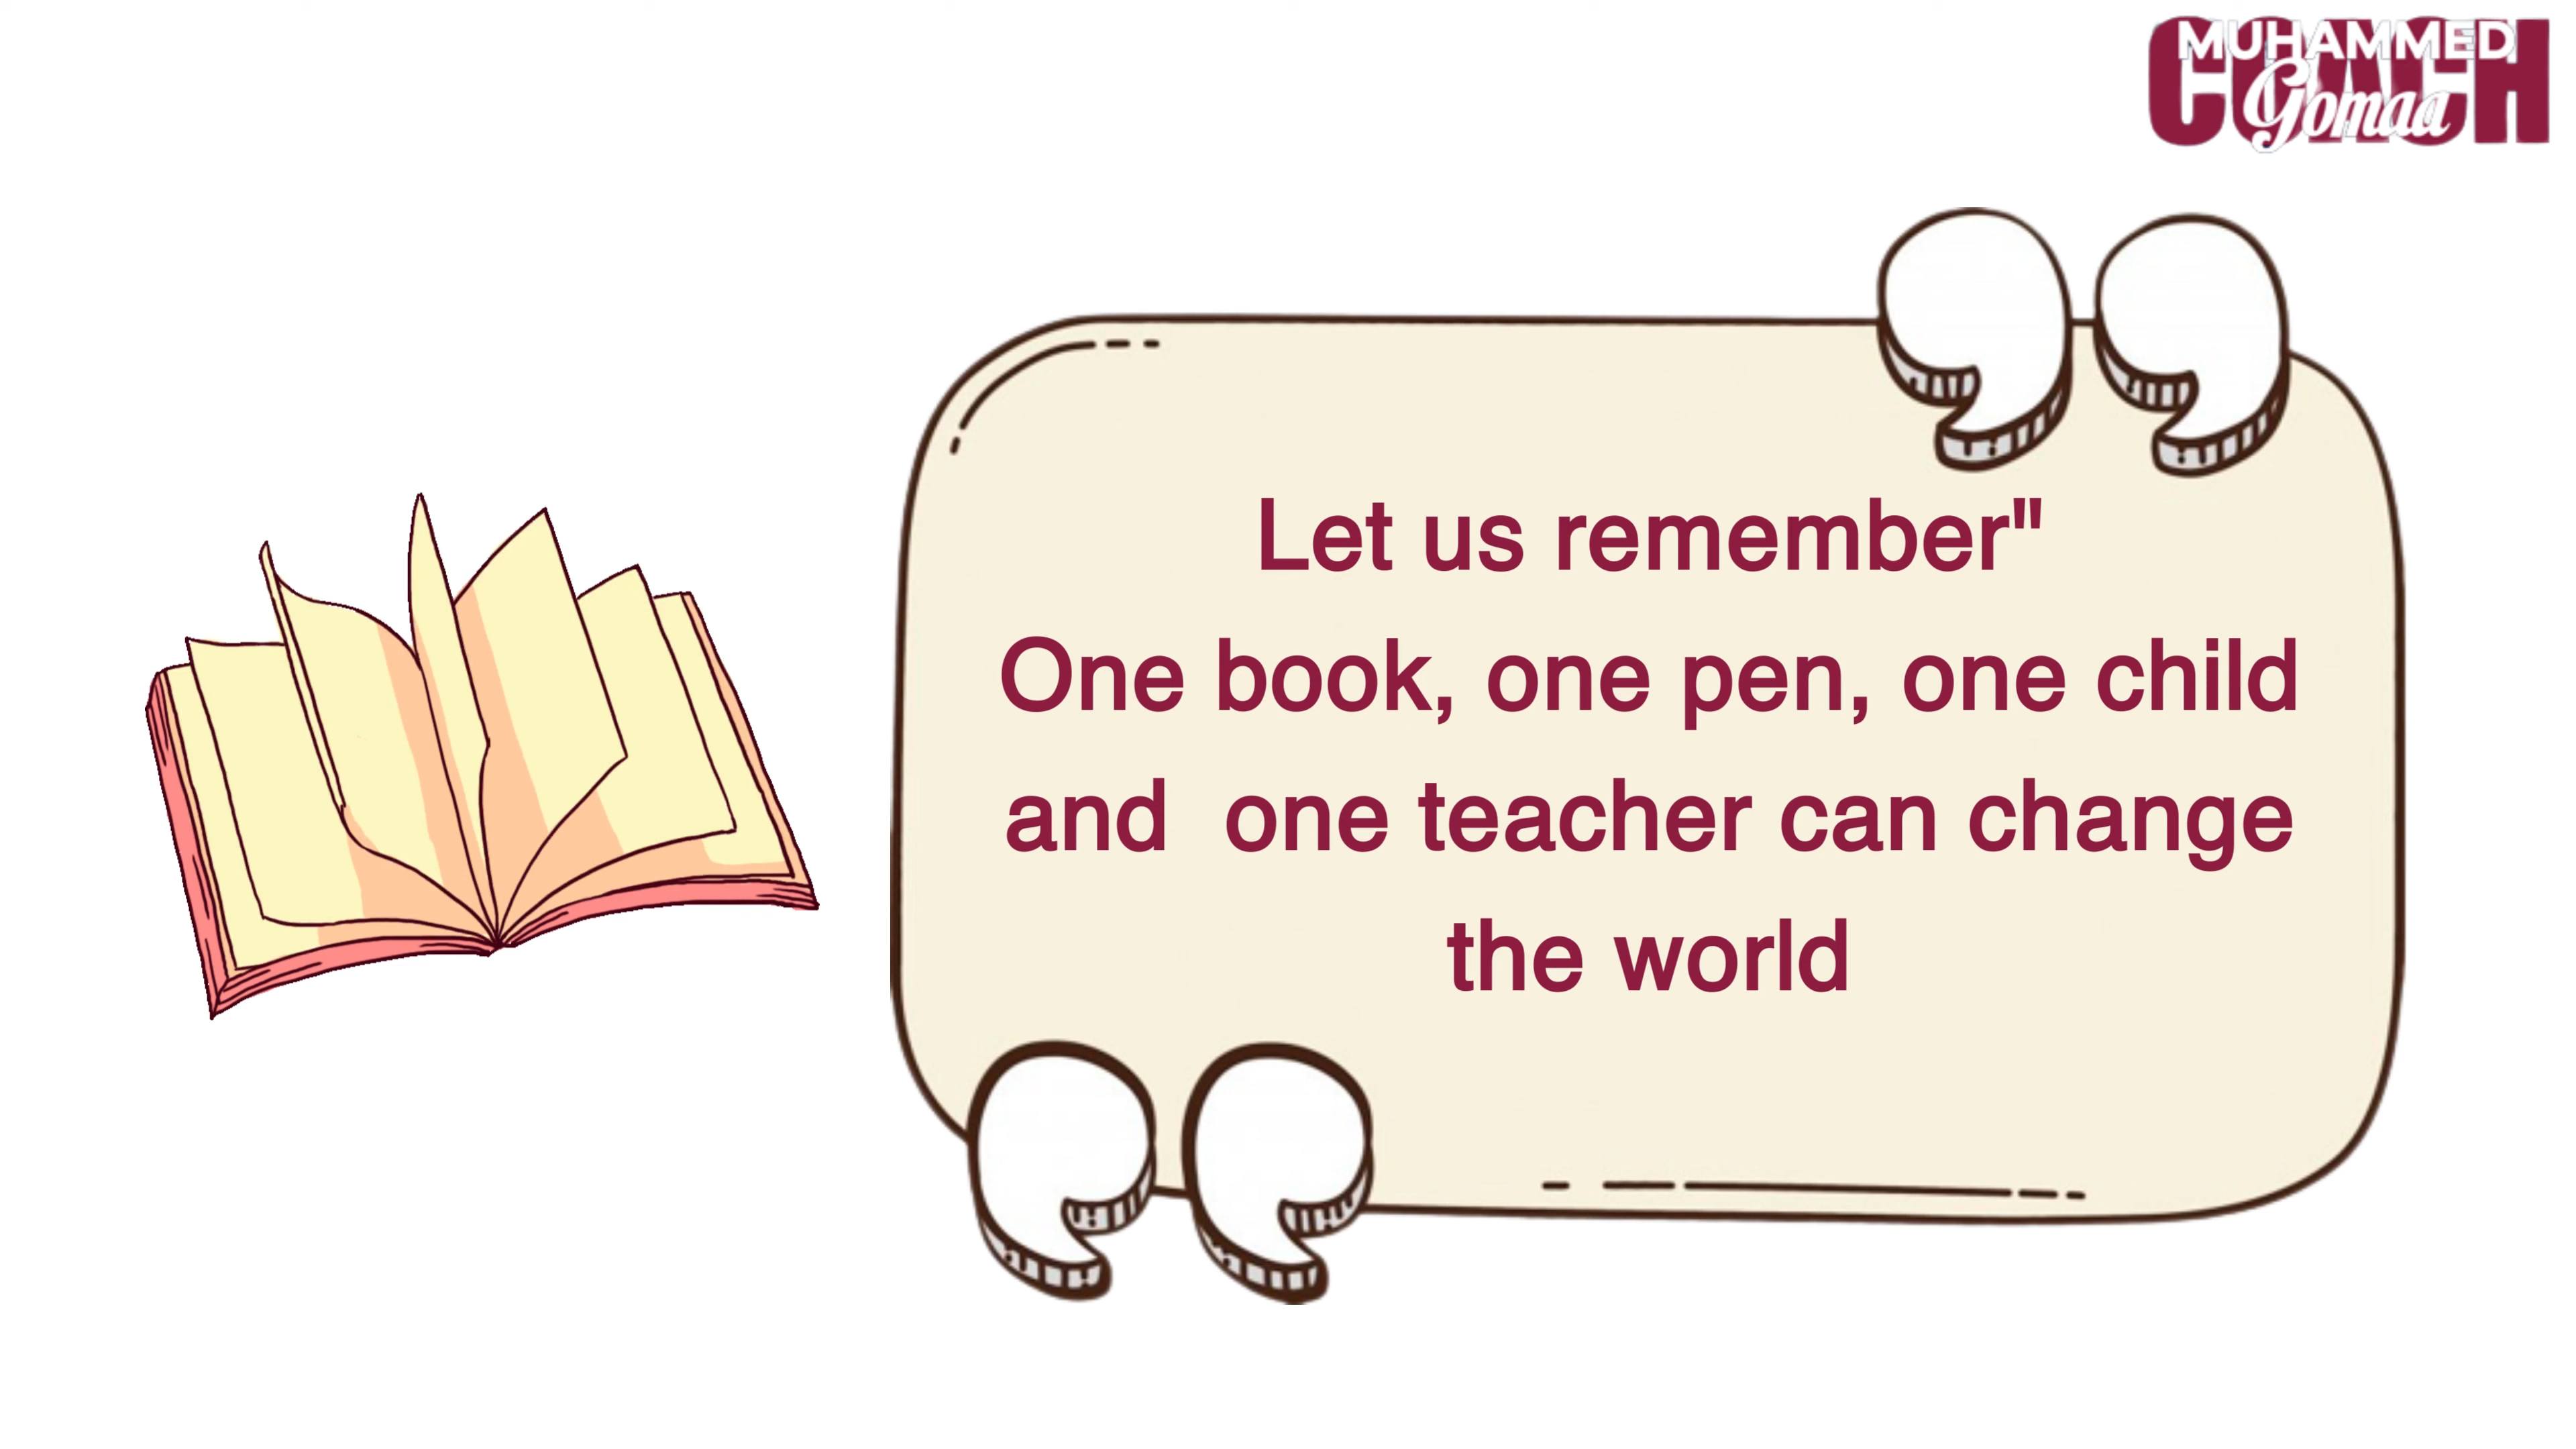 MUHAMMED
COACH
Gomaa
Let us remember"
One book, one pen, one child
and  one teacher can change
the world